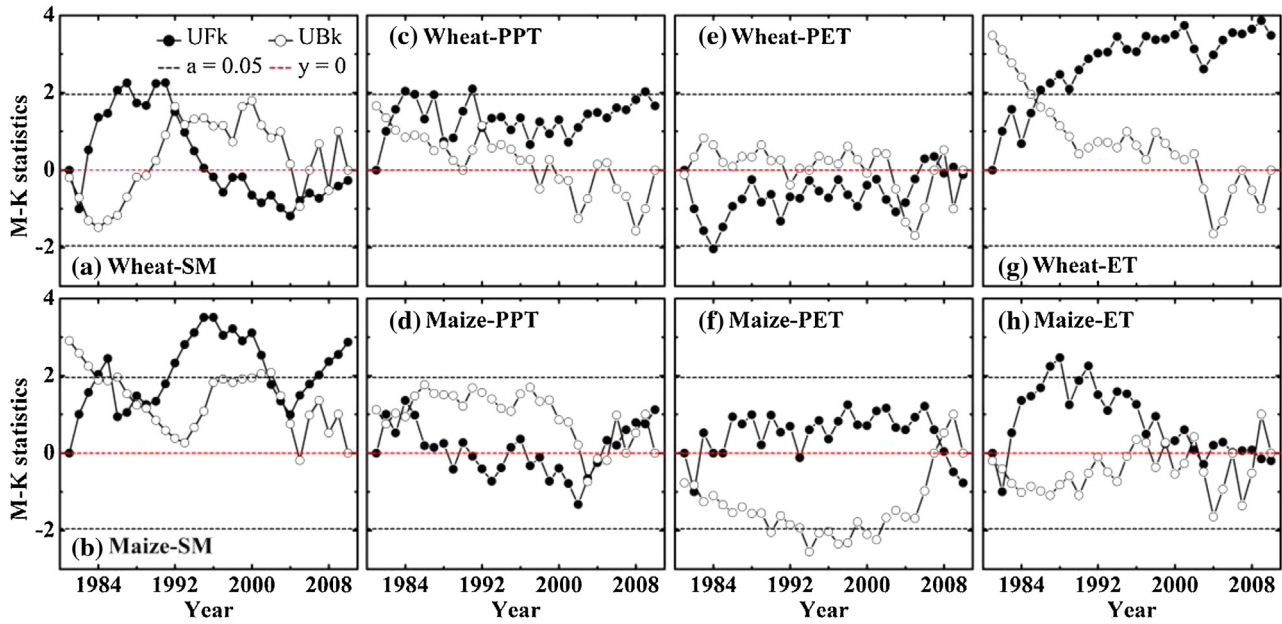 4
2
0
-2
M-K statistics
UFk
UBk
a = 0.05
y = 0
(a) Wheat-SM
(c) Wheat-PPT
(e) Wheat-PET
(g) Wheat-ET
4
2
0
-2
M-K statistics
(b) Maize-SM
(d) Maize-PPT
(f) Maize-PET
(h) Maize-ET
1984 1992 2000 2008
Year
1984 1992 2000 2008
Year
1984 1992 2000 2008
Year
1984 1992 2000 2008
Year